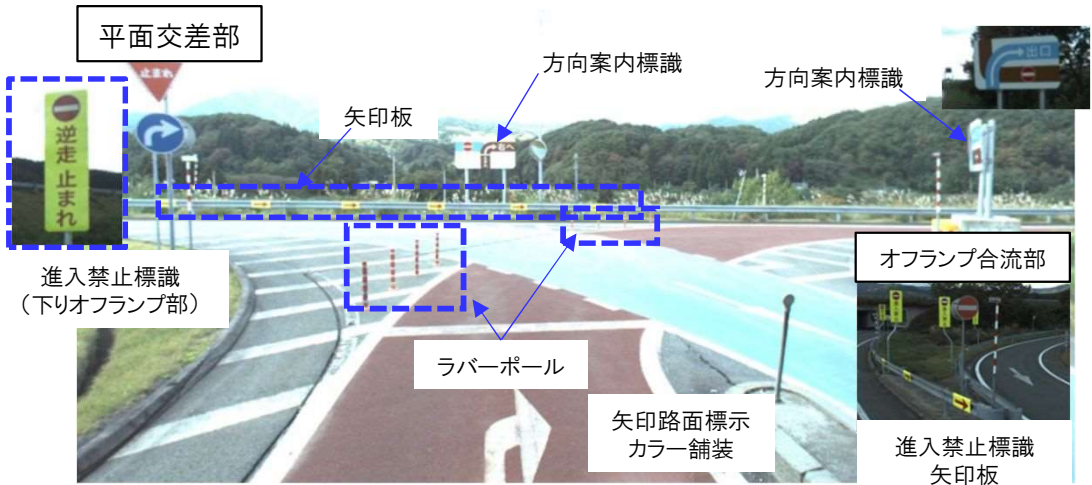 平面交差部
止まれ
逆走 止まれ
進入禁止標識
（下りオフランプ部）
矢印板
方向案内標識
方向案内標識
出口
ラバーポール
矢印路面標示
カラー舗装
オフランプ合流部
進入禁止標識
矢印板